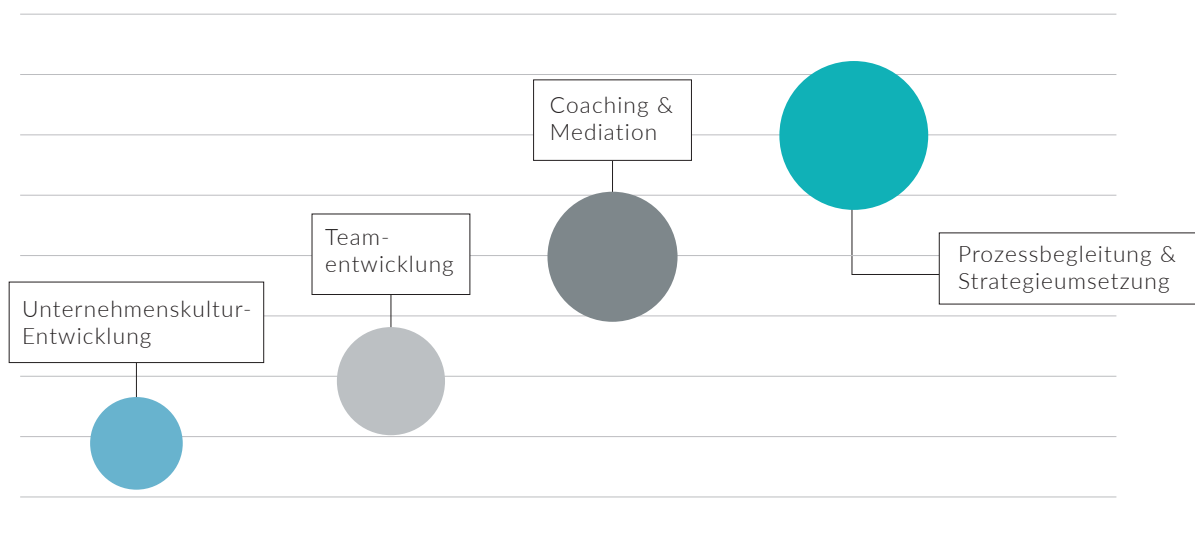 Unternehmenskultur-
Entwicklung
Team-
entwicklung
Coaching &
Mediation
Prozessbegleitung &
Strategieumsetzung